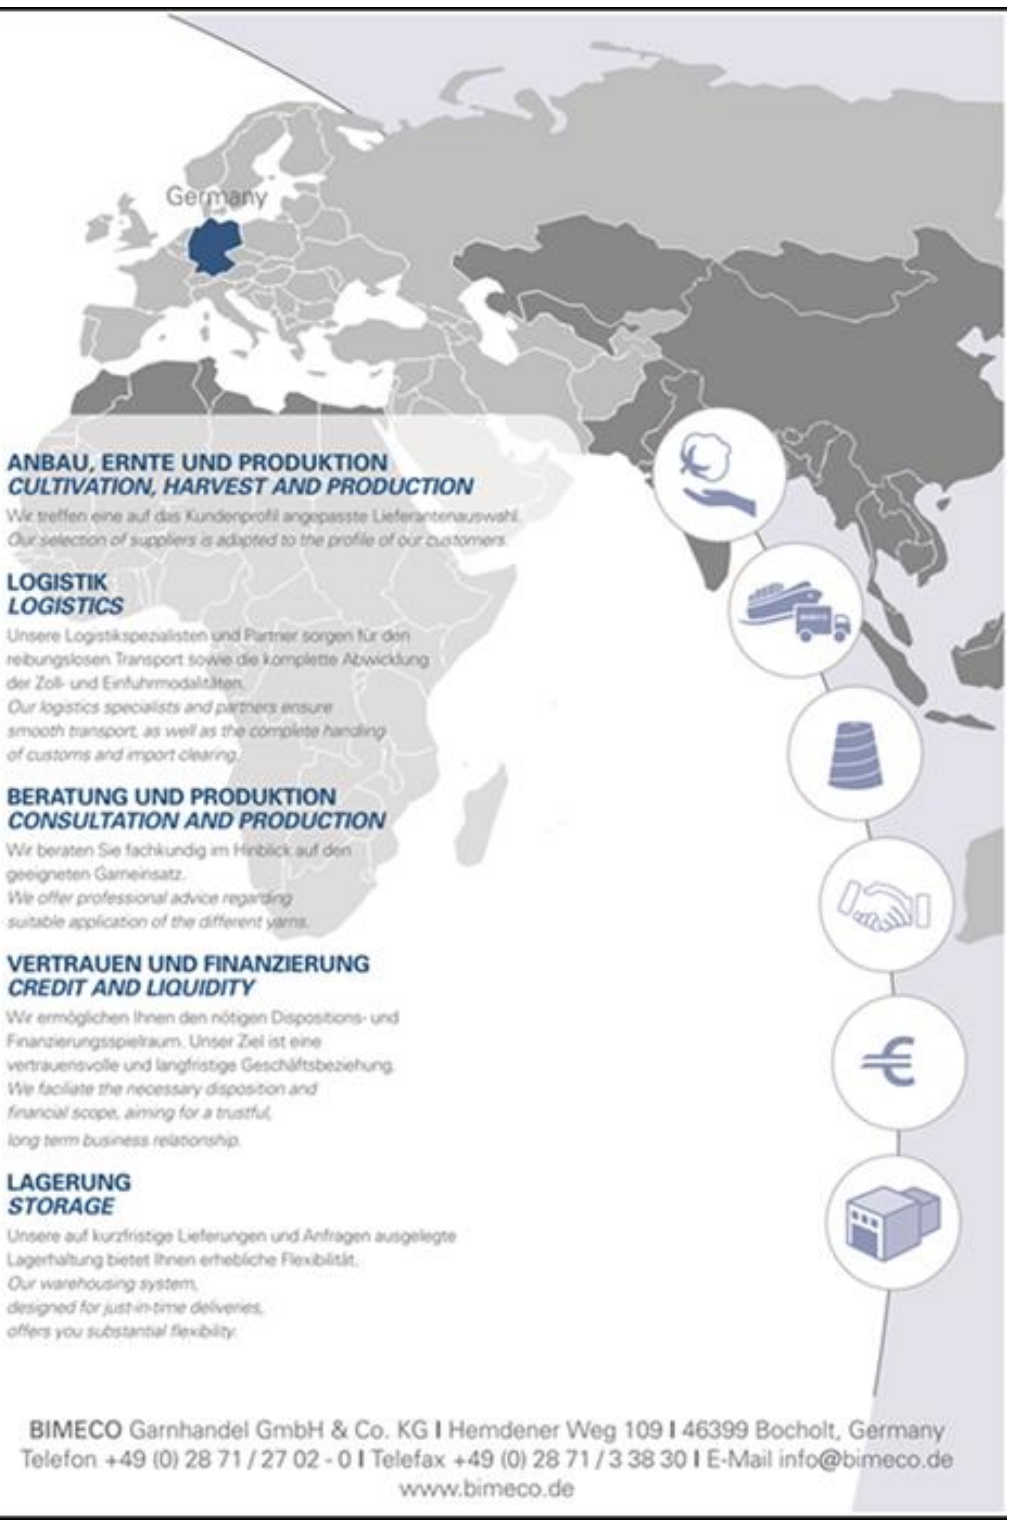 Germany
ANBAU, ERNTE UND PRODUKTION
CULTIVATION, HARVEST AND PRODUCTION
Wir treffen eine auf das Kundenprofil angepasste Lieferantenauswahl.
Our selection of suppliers is adapted to the profile of our customers.
LOGISTIK
LOGISTICS
Unsere Logistikspezialisten und Partner sorgen für den
reibungslosen Transport sowie die komplette Abwicklung
der Zoll- und Einfuhrmodalitäten.
Our logistics specialists and partners ensure
smooth transport, as well as the complete handling
of customs and import clearing.
BERATUNG UND PRODUKTION
CONSULTATION AND PRODUCTION
Wir beraten Sie fachkundig im Hinblick auf den
geeigneten Garneinsatz.
We offer professional advice regarding
suitable application of the different yarns.
VERTRAUEN UND FINANZIERUNG
CREDIT AND LIQUIDITY
Wir ermöglichen Ihnen den nötigen Dispositions- und
Finanzierungsspielraum. Unser Ziel ist eine
vertrauensvolle und langfristige Geschäftsbeziehung.
We faciliate the necessary disposition and
financial scope, aiming for a trustful,
long term business relationship.
LAGERUNG
STORAGE
Unsere auf kurzfristige Lieferungen und Anfragen ausgelegte
Lagerhaltung bietet Ihnen erhebliche Flexibilität.
Our warehousing system,
designed for just-in-time deliveries,
offers you substantial flexibility.
BIMECO Garnhandel GmbH & Co. KG I Hemdener Weg 109 I 46399 Bocholt, Germany
Telefon +49 (0) 28 71 / 27 02 - 0 I Telefax +49 (0) 28 71 / 3 38 30 I E-Mail info@bimeco.de
www.bimeco.de